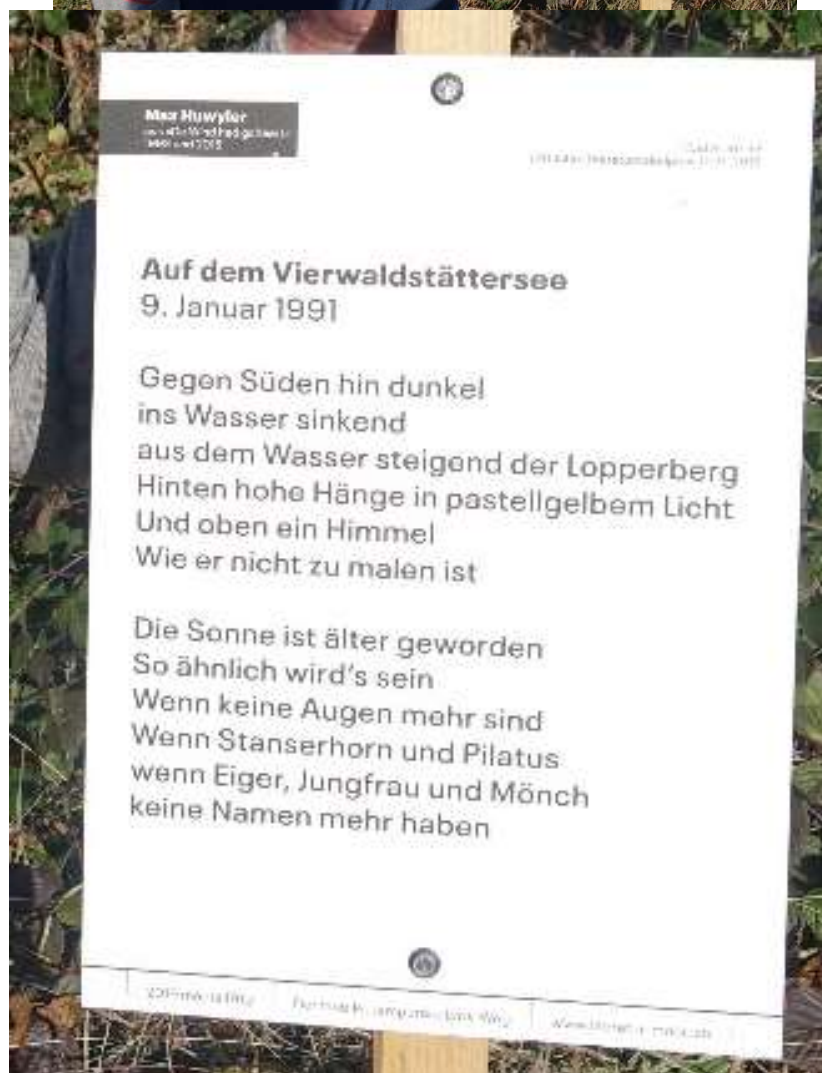 Max Huwyler
Auf dem Vierwaldstättersee
9. Januar 1991
Gegen Süden hin dunkel
ins Wasser sinkend
aus dem Wasser steigend der Lopperberg
Hinten hohe Hänge in pastellgelbem Licht
Und oben ein Himmel
Wie er nicht zu malen ist
Die Sonne ist älter geworden
So ähnlich wird's sein
Wenn keine Augen mehr sind
Wenn Stanserhorn und Pilatus
wenn Eiger, Jungfrau und Mönch
keine Namen mehr haben